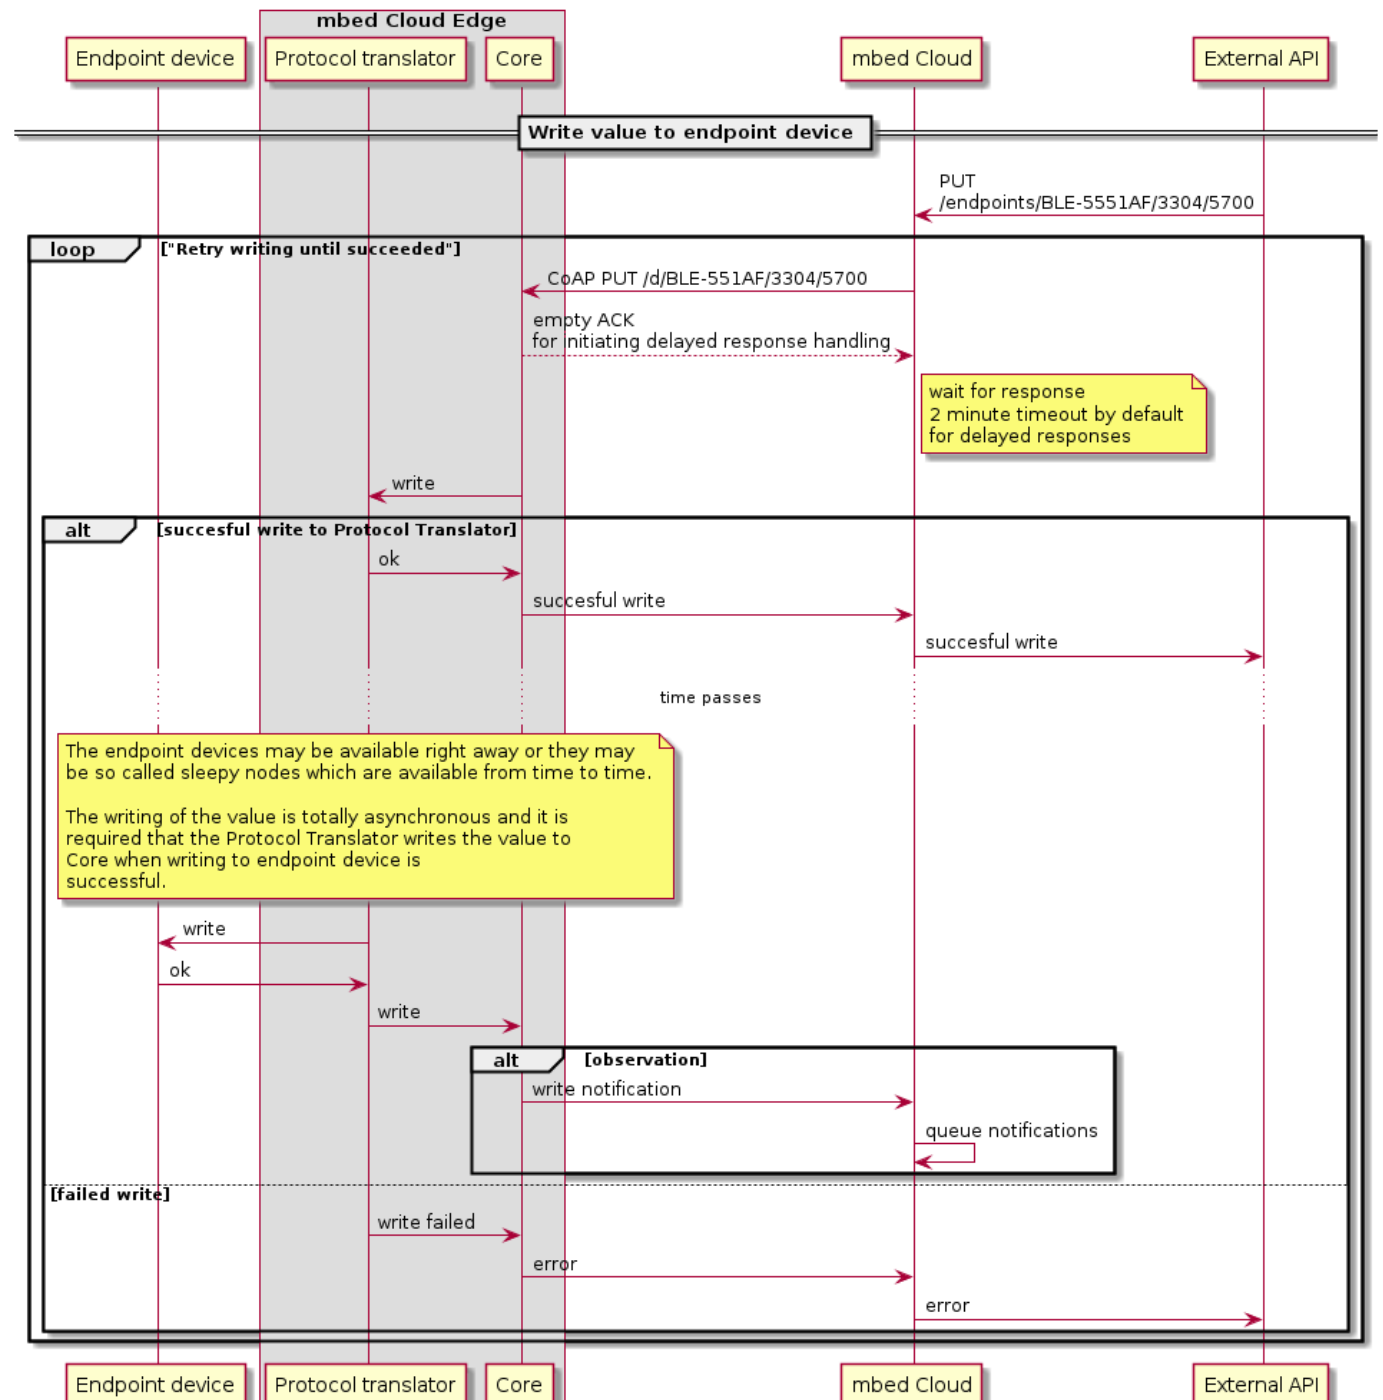 mbed Cloud Edge
Endpoint device
Protocol translator
Core
mbed Cloud
External API
Write value to endpoint device
PUT
/endpoints/BLE-5551AF/3304/5700
loop
["Retry writing until succeeded"]
CoAP PUT /d/BLE-551AF/3304/5700
empty ACK
for initiating delayed response handling
wait for response
2 minute timeout by default
for delayed responses
write
alt
[succesful write to Protocol Translator]
ok
succesful write
succesful write
time passes
The endpoint devices may be available right away or they may
be so called sleepy nodes which are available from time to time.
The writing of the value is totally asynchronous and it is
required that the Protocol Translator writes the value to
Core when writing to endpoint device is
successful.
write
ok
write
alt
[observation]
write notification
queue notifications
[failed write]
write failed
error
error
Endpoint device
Protocol translator
Core
mbed Cloud
External API